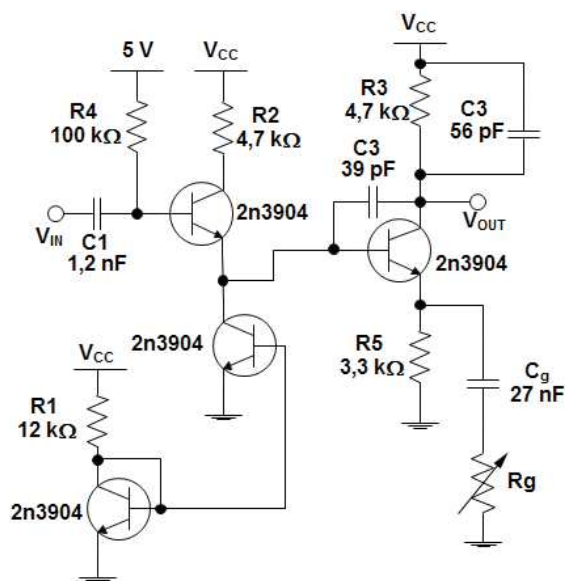 VCC
5 V
VCC
R4
100 kΩ
R2
4,7 kΩ
R3
4,7 kΩ
C3
56 pF
C3
39 pF
2n3904
VIN
C1
1,2 nF
VOUT
2n3904
2n3904
R5
3,3 kΩ
Cg
27 nF
VCC
R1
12 kΩ
Rg
2n3904